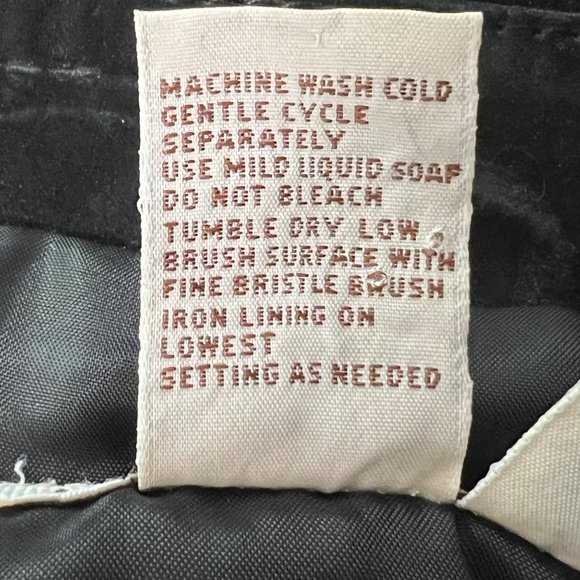 MACHINE WASH COLD
GENTLE CYCLE
SEPARATELY
USE MILD LIQUID SOAP
DO NOT BLEACH
TUMBLE DRY LOW,
BRUSH SURFACE WITH
FINE BRISTLE BRUSH
IRON LINING ON
LOWEST
SETTING AS NEEDED